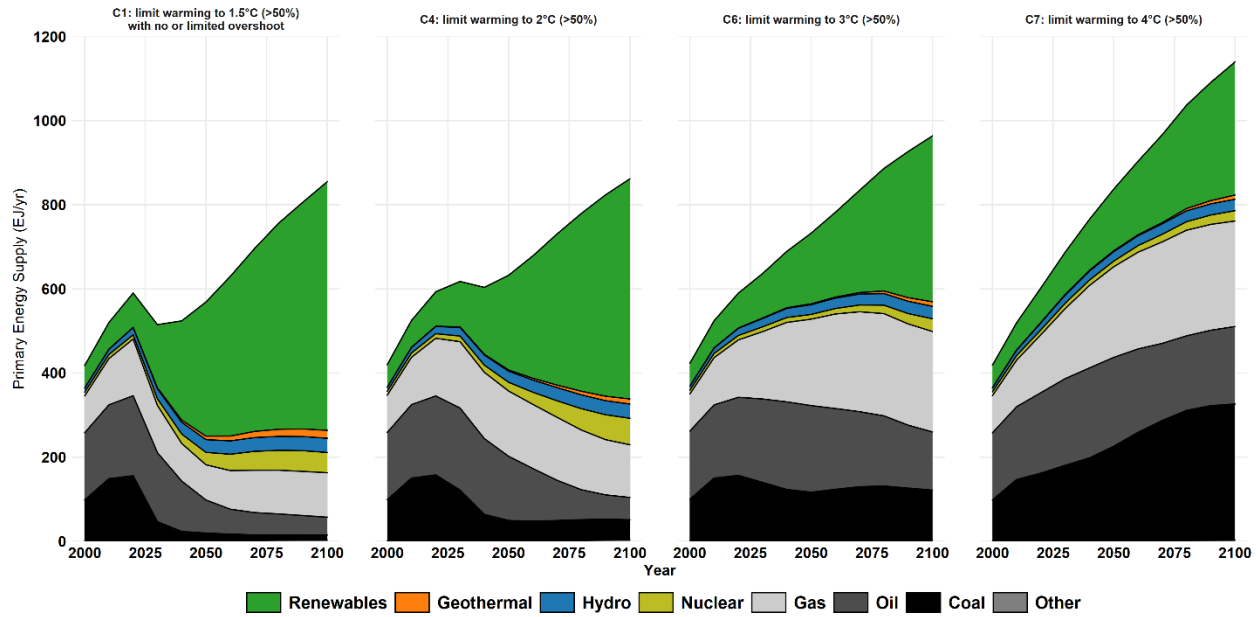 C1: limit warming to 1.5°C (>50%)
with no or limited overshoot
C4: limit warming to 2°C (>50%)
C6: limit warming to 3°C (>50%)
C7: limit warming to 4°C (>50%)
Primary Energy Supply (EJ/yr)
1200
1000
800
600
400
200
0
2000 2025 2050 2075 2100
2000 2025 2050 2075 2100
2000 2025 2050 2075 2100
2000 2025 2050 2075 2100
Year
Renewables Geothermal Hydro Nuclear Gas Oil Coal Other